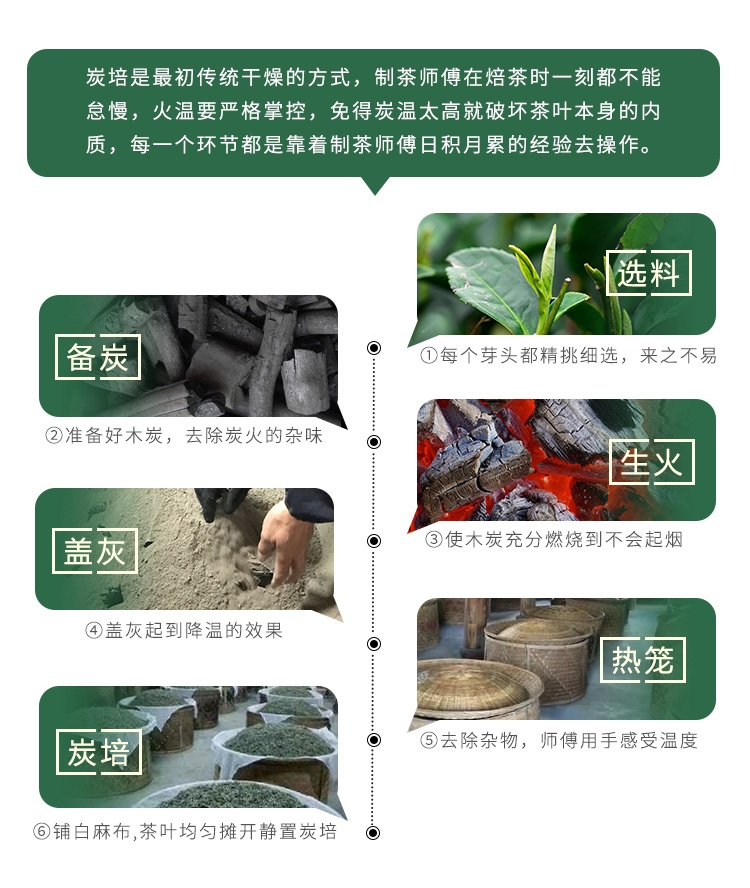 炭培是最初传统干燥的方式，制茶师傅在焙茶时一刻都不能
怠慢，火温要严格掌控，免得炭温太高就破坏茶叶本身的内
质，每一个环节都是靠着制茶师傅日积月累的经验去操作。
选料
①每个芽头都精挑细选，来之不易
备炭
②准备好木炭，去除炭火的杂味
生火
③使木炭充分燃烧到不会起烟
盖灰
④盖灰起到降温的效果
热笼
⑤去除杂物，师傅用手感受温度
炭培
⑥铺白麻布,茶叶均匀摊开静置炭培